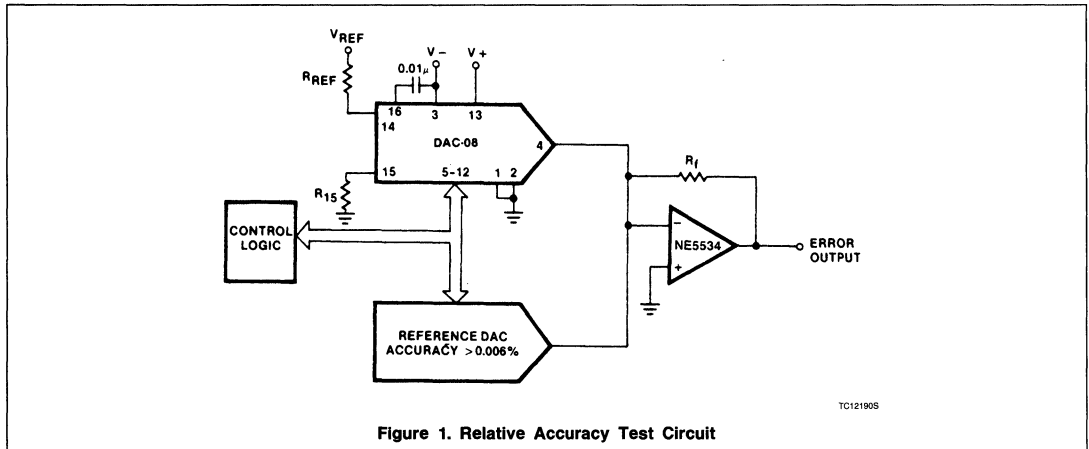 VREF
RREF
0.01μ
V–
V+
16
3
13
14
DAC-08
4
15
5-12
1
2
R15
Rf
CONTROL
LOGIC
–
NE5534
+
ERROR
OUTPUT
REFERENCE DAC
ACCURACY >0.006%
TC12190S
Figure 1. Relative Accuracy Test Circuit